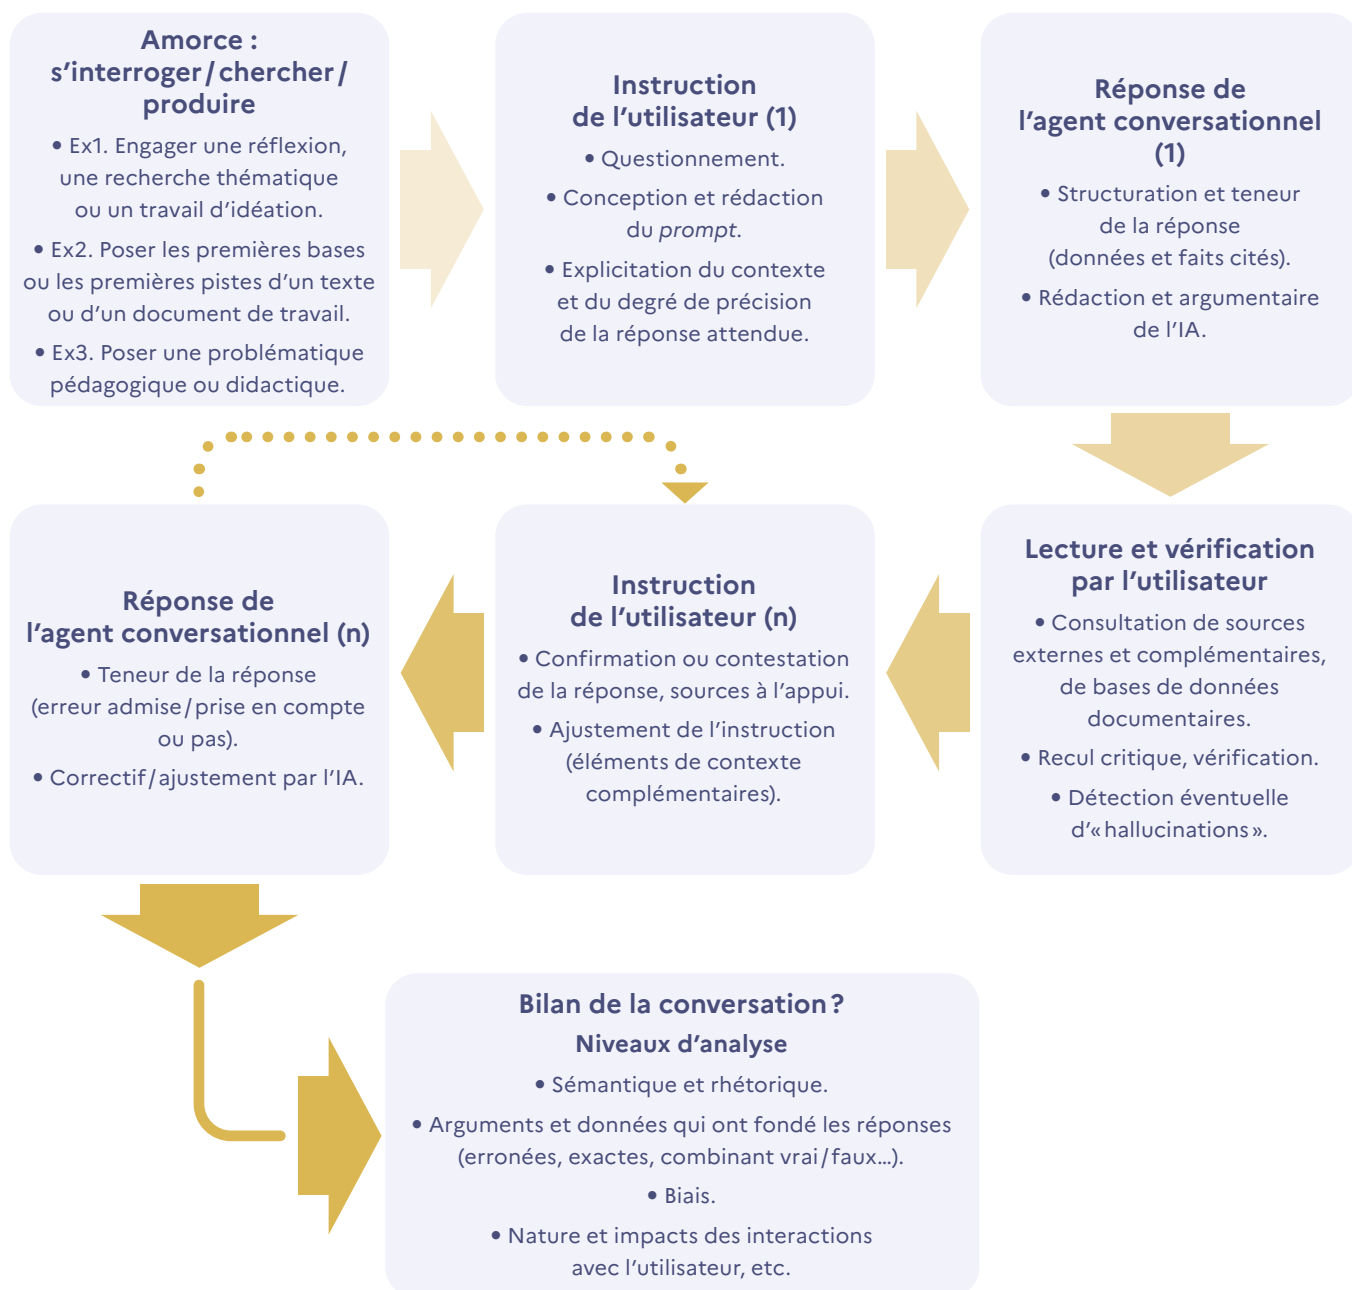 Amorce :
s’interroger / chercher /
produire
• Ex1. Engager une réflexion,
une recherche thématique
ou un travail d’idéation.
• Ex2. Poser les premières bases
ou les premières pistes d’un texte
ou d’un document de travail.
• Ex3. Poser une problématique
pédagogique ou didactique.
Instruction
de l’utilisateur (1)
• Questionnement.
• Conception et rédaction
du prompt.
• Explicitation du contexte
et du degré de précision
de la réponse attendue.
Réponse de
l’agent conversationnel
(1)
• Structuration et teneur
de la réponse
(données et faits cités).
• Rédaction et argumentaire
de l’IA.
Lecture et vérification
par l’utilisateur
• Consultation de sources
externes et complémentaires,
de bases de données
documentaires.
• Recul critique, vérification.
• Détection éventuelle
d’« hallucinations ».
Instruction
de l’utilisateur (n)
• Confirmation ou contestation
de la réponse, sources à l’appui.
• Ajustement de l’instruction
(éléments de contexte
complémentaires).
Réponse de
l’agent conversationnel (n)
• Teneur de la réponse
(erreur admise / prise en compte
ou pas).
• Correctif / ajustement par l’IA.
Bilan de la conversation ?
Niveaux d’analyse
• Sémantique et rhétorique.
• Arguments et données qui ont fondé les réponses
(erronées, exactes, combinant vrai / faux…).
• Biais.
• Nature et impacts des interactions
avec l’utilisateur, etc.